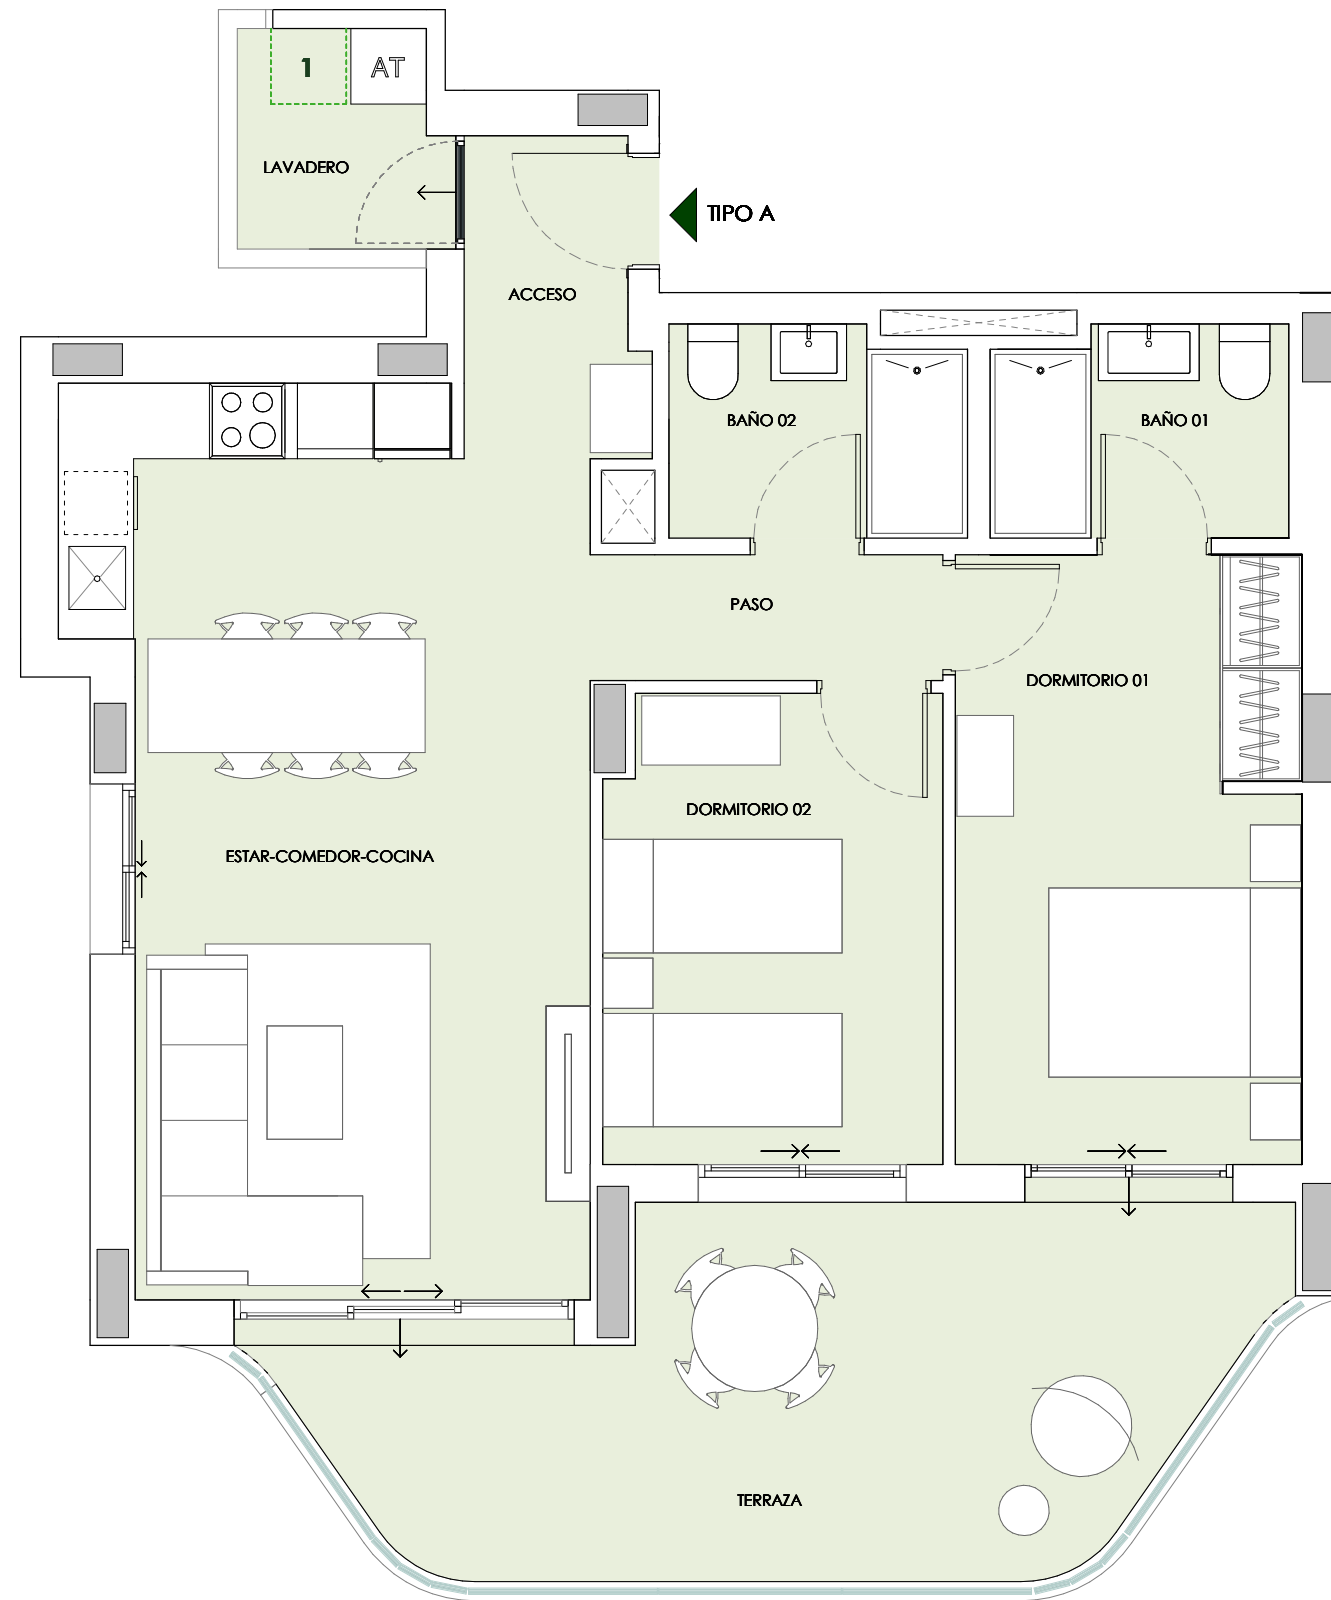 1
AT
LAVADERO
TIPO A
ACCESO
BAÑO 02
BAÑO 01
PASO
DORMITORIO 01
DORMITORIO 02
ESTAR-COMEDOR-COCINA
TERRAZA